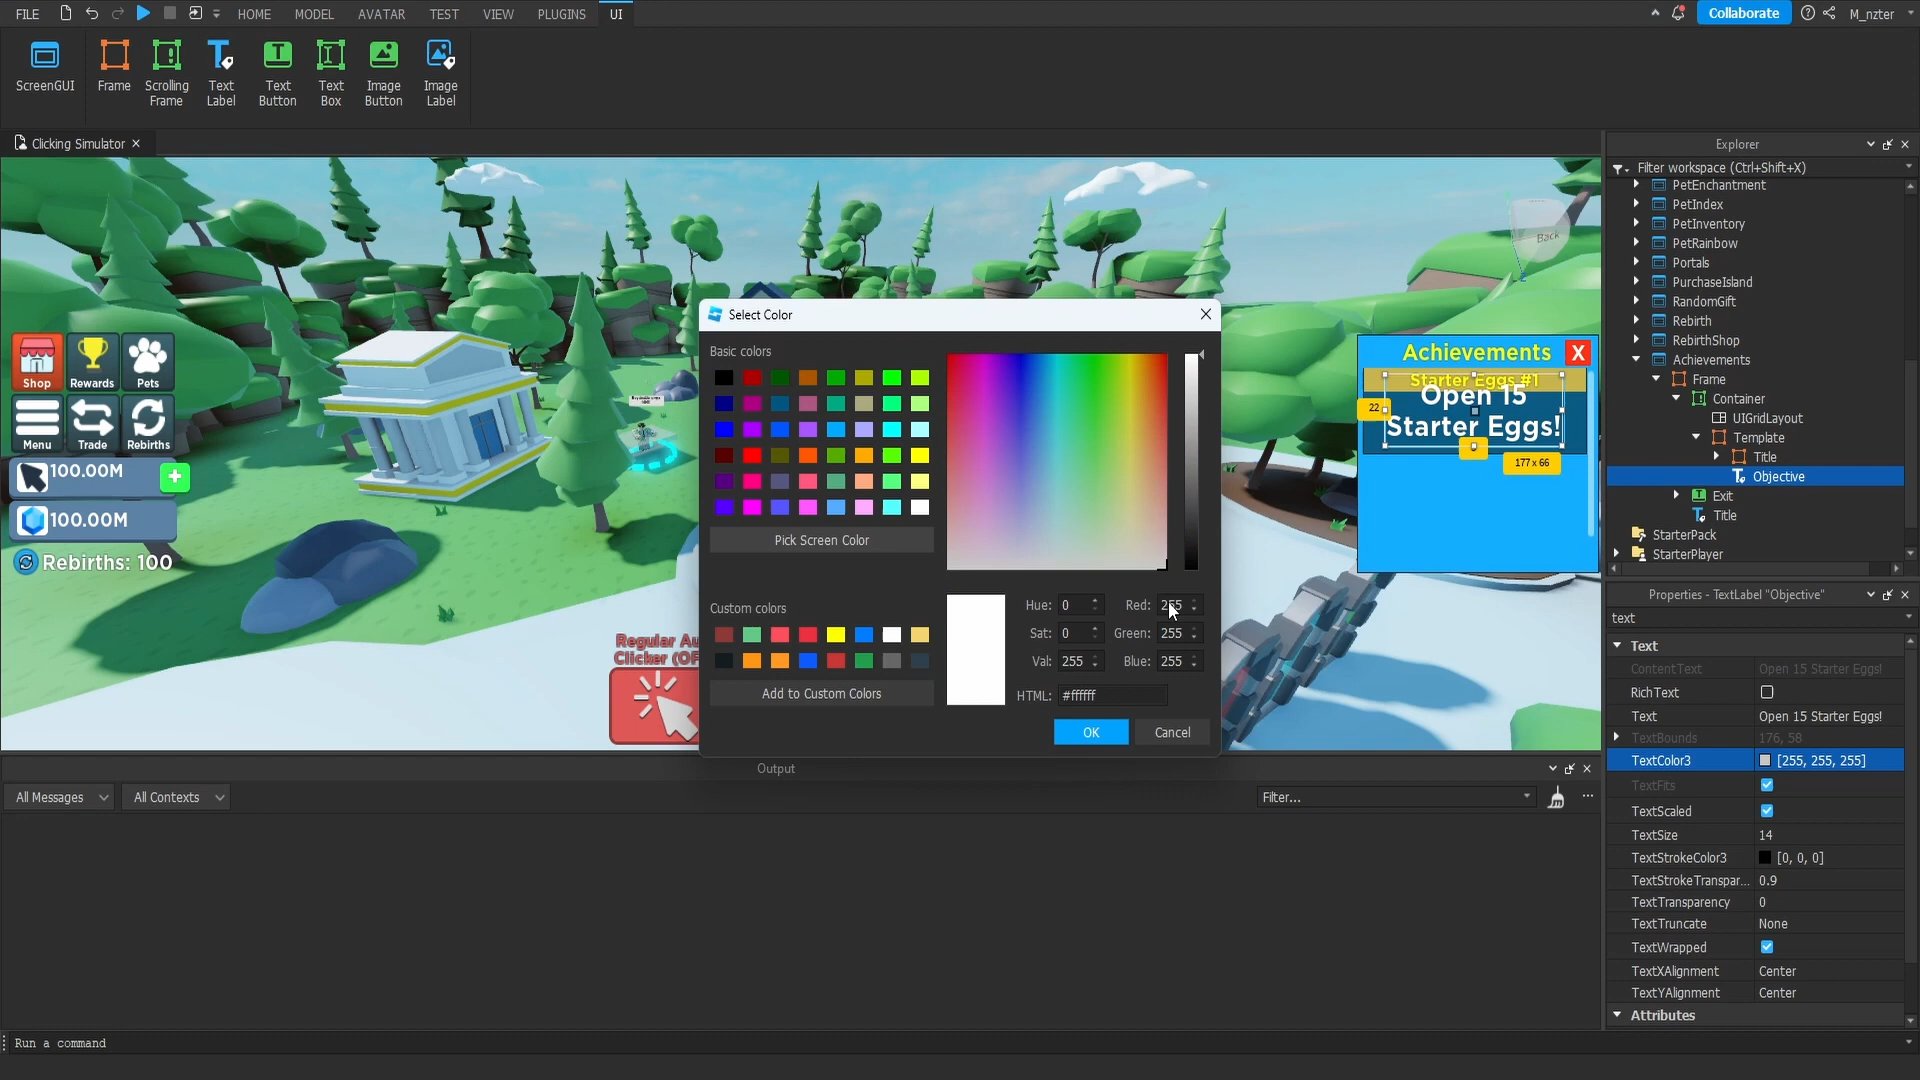 FILE
HOME
MODEL
AVATAR
TEST
VIEW
PLUGINS
UI
Collaborate
M_nzter
ScreenGUI
Frame
Scrolling
Frame
Text
Label
Text
Button
Text
Box
Image
Button
Image
Label
Clicking Simulator
Shop
Rewards
Pets
Menu
Trade
Rebirths
100.00M
100.00M
Rebirths: 100
Regular Au
Clicker (OF
Select Color
Basic colors
Pick Screen Color
Custom colors
Add to Custom Colors
Hue: 0
Red: 255
Sat: 0
Green: 255
Val: 255
Blue: 255
HTML: #ffffff
OK
Cancel
Back
Achievements
X
Starter Eggs #1
Open 15
Starter Eggs!
22
177 x 66
Output
All Messages
All Contexts
Filter...
Run a command
Explorer
Filter workspace (Ctrl+Shift+X)
PetEnchantment
PetIndex
PetInventory
PetRainbow
Portals
PurchaseIsland
RandomGift
Rebirth
RebirthShop
Achievements
Frame
Container
UIGridLayout
Template
Title
Objective
Exit
Title
StarterPack
StarterPlayer
Properties - TextLabel "Objective"
text
Text
ContentText Open 15 Starter Eggs!
RichText
Text Open 15 Starter Eggs!
TextBounds 176, 58
TextColor3 [255, 255, 255]
TextFits
TextScaled
TextSize 14
TextStrokeColor3 [0, 0, 0]
TextStrokeTranspar... 0.9
TextTransparency 0
TextTruncate None
TextWrapped
TextXAlignment Center
TextYAlignment Center
Attributes